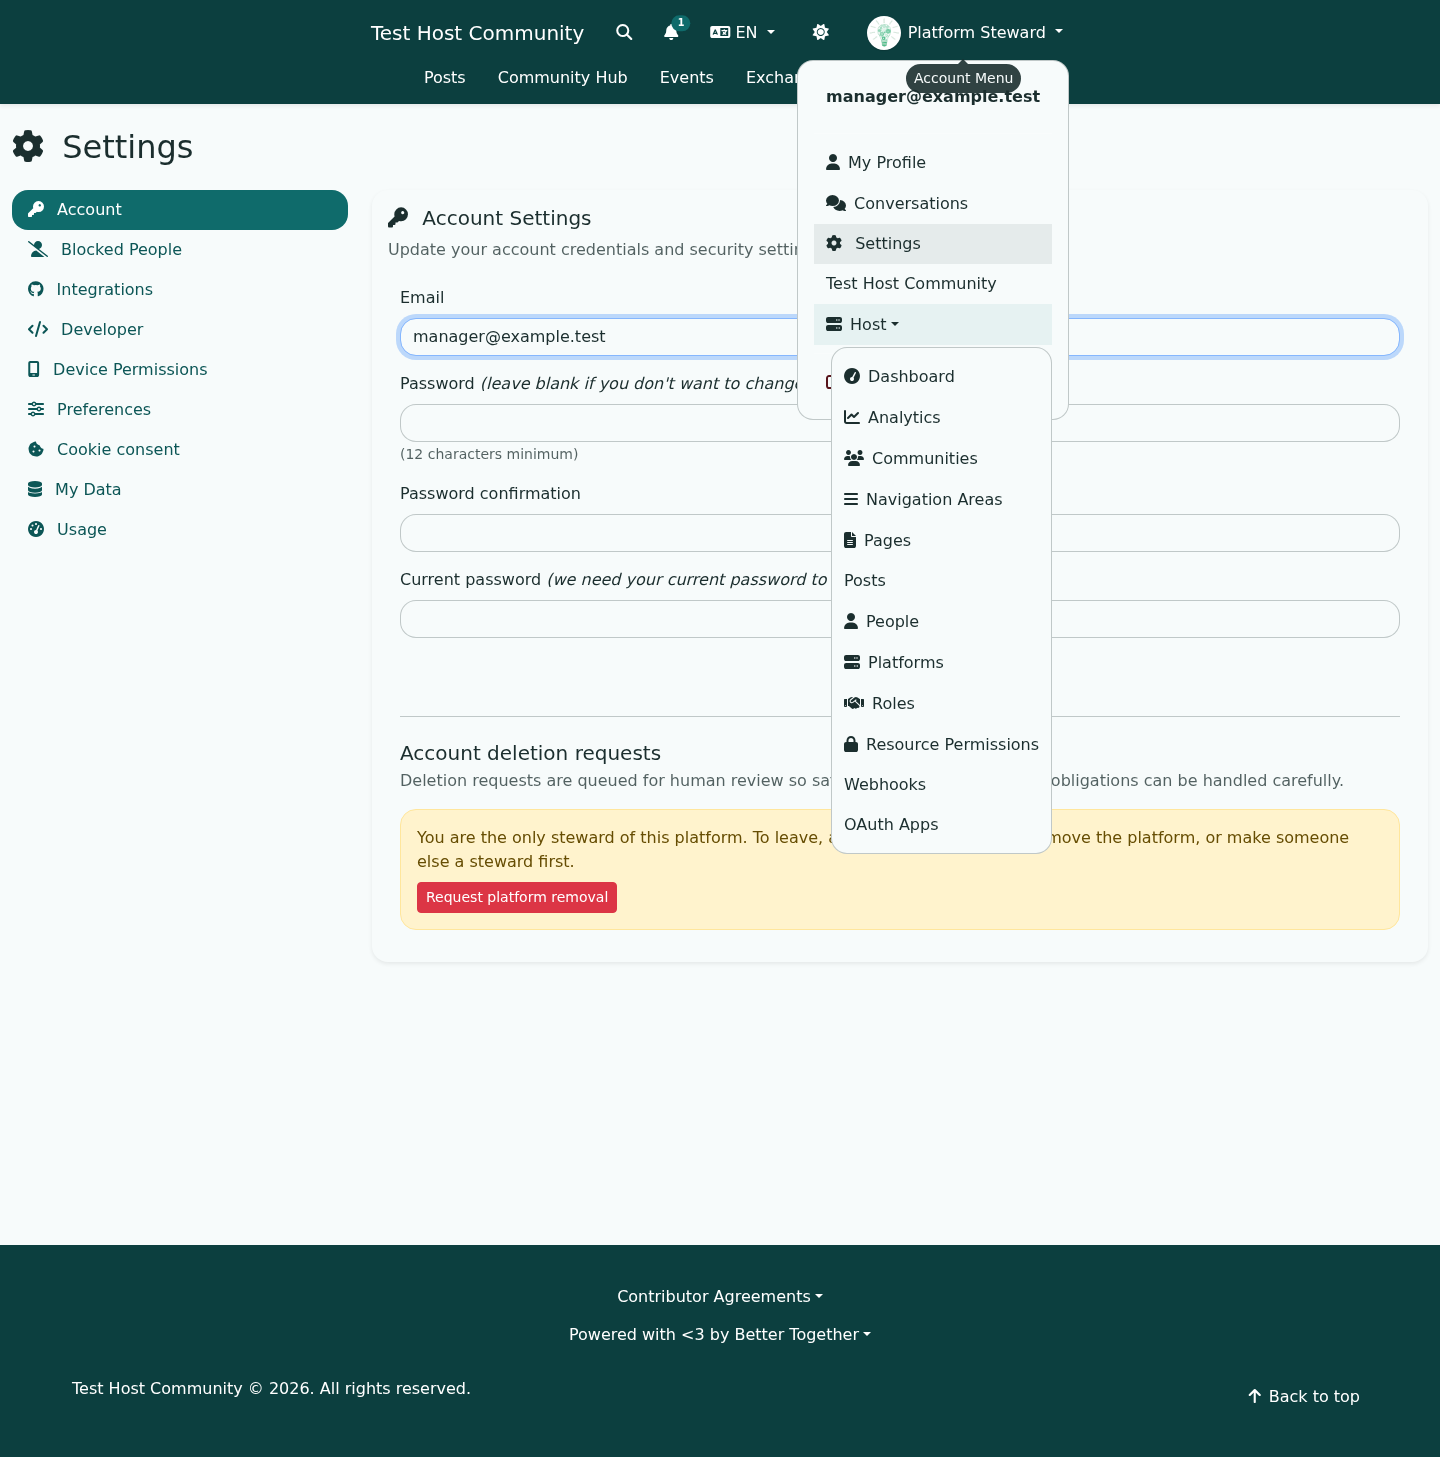 Test Host Community
1
EN
Platform Steward
Posts
Community Hub
Events
Account Menu
manager@example.test
My Profile
Conversations
Settings
Test Host Community
Host
Dashboard
Analytics
Communities
Navigation Areas
Pages
Posts
People
Platforms
Roles
Resource Permissions
Webhooks
OAuth Apps
Settings
Account
Blocked People
Integrations
Developer
Device Permissions
Preferences
Cookie consent
My Data
Usage
Account Settings
Update your account credentials and security
Email
manager@example.test
Password (leave blank if you don't want to change
(12 characters minimum)
Password confirmation
Current password (we need your current password to
Account deletion requests
Deletion requests are queued for human review so obligations can be handled carefully.
You are the only steward of this platform. To leave, the platform, or make someone
else a steward first.
Request platform removal
Contributor Agreements
Powered with <3 by Better Together
Test Host Community © 2026. All rights reserved.
Back to top